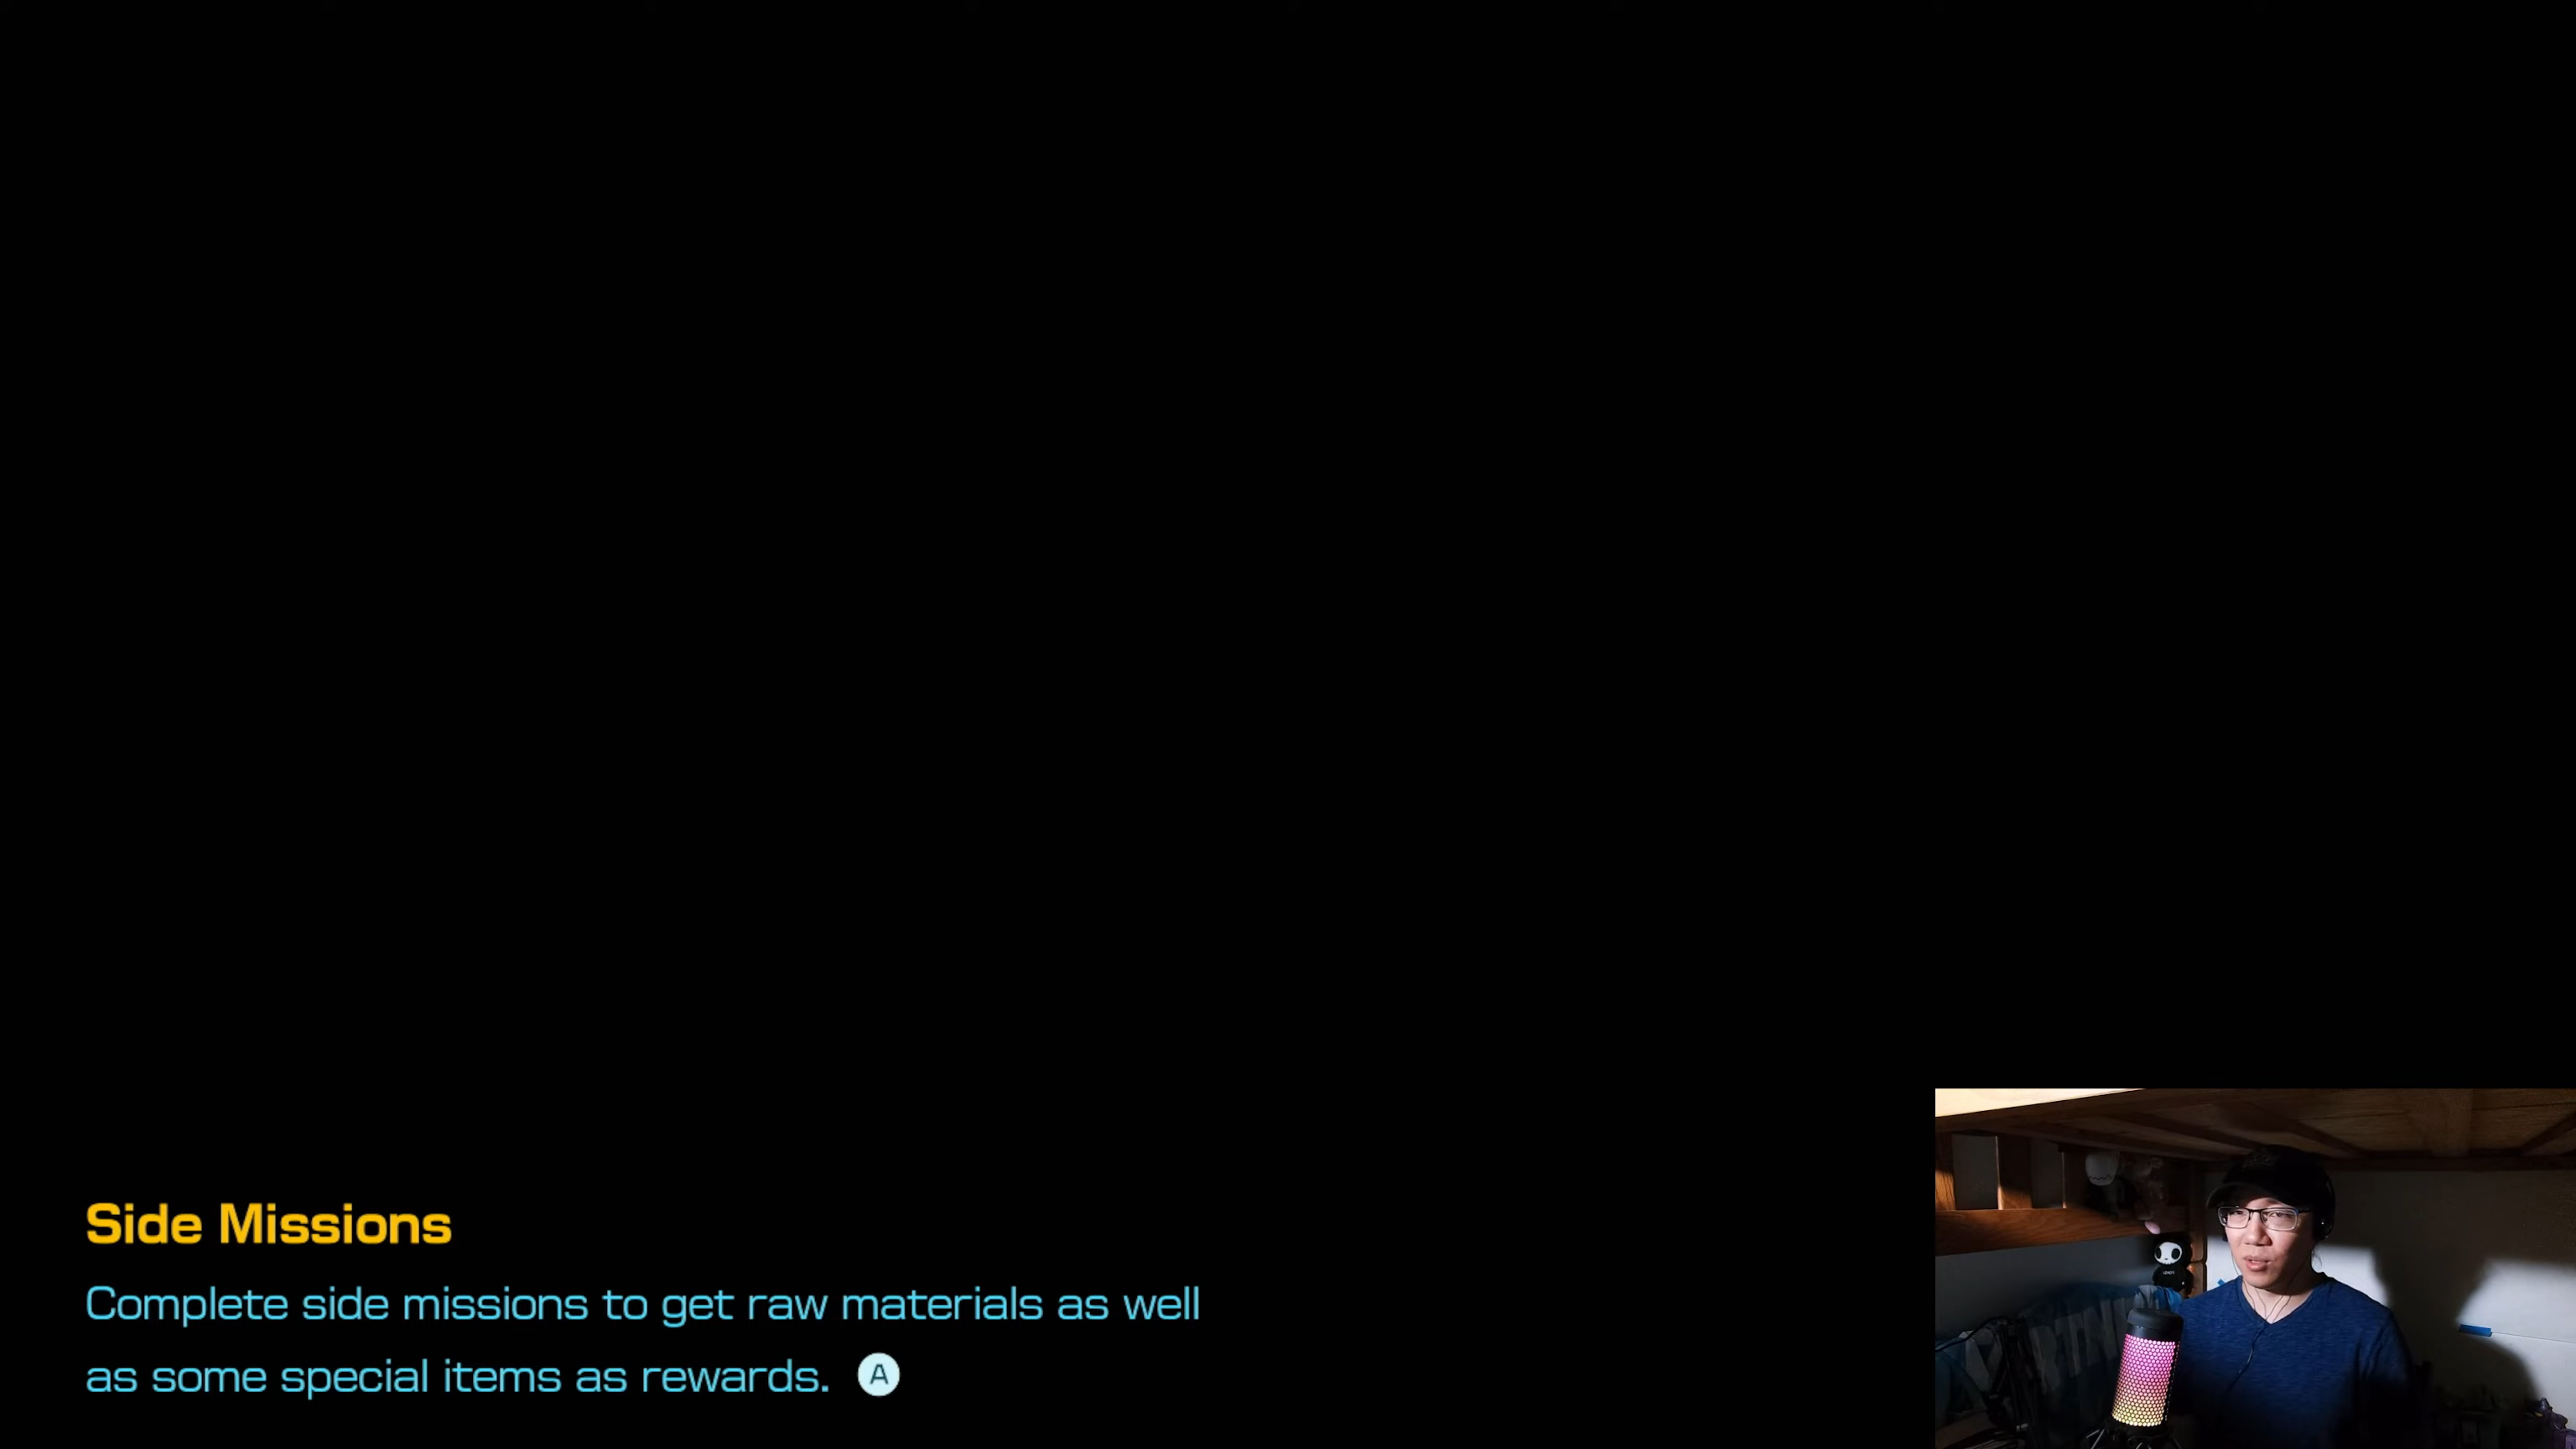 Side Missions
Complete side missions to get raw materials as well
as some special items as rewards. A